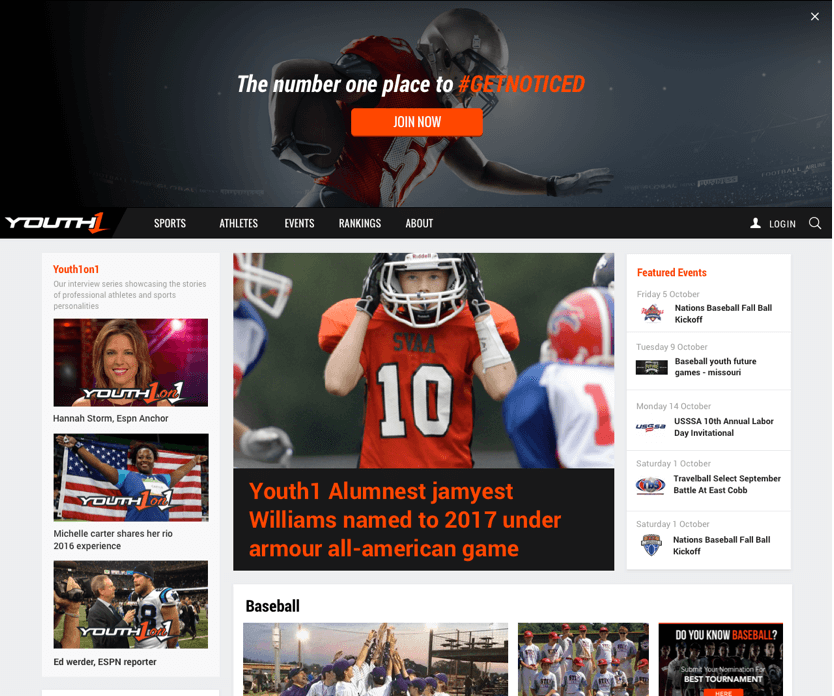 The number one place to #GETNOTICED
JOIN NOW
YOUTH1
SPORTS
ATHLETES
EVENTS
RANKINGS
ABOUT
LOGIN
Youth1on1
Our interview series showcasing the stories
of professional athletes and sports
personalities
YOUTH1on1
Hannah Storm, Espn Anchor
YOUTH1on1
Michelle carter shares her rio
2016 experience
YOUTH1on1
Ed werder, ESPN reporter
Riddell
SVAA
10
Youth1 Alumnest jamyest
Williams named to 2017 under
armour all-american game
Featured Events
Friday 5 October
Nations Baseball Fall Ball
Kickoff
Tuesday 9 October
Baseball youth future
games - missouri
Monday 14 October
USSSA
USSSA 10th Annual Labor
Day Invitational
Saturday 1 October
TBS
Travelball Select September
Battle At East Cobb
Saturday 1 October
Nations Baseball Fall Ball
Kickoff
Baseball
DO YOU KNOW BASEBALL?
Submit Your Nomination For
BEST TOURNAMENT
HERE